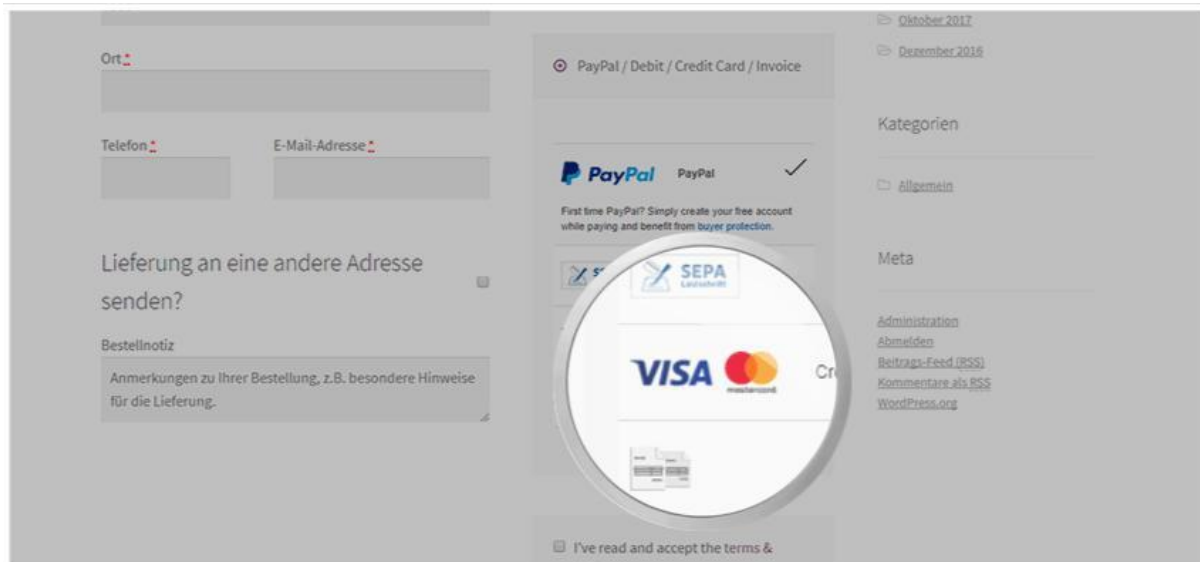 Ort *
Telefon *
E-Mail-Adresse *
Lieferung an eine andere Adresse
senden?
Bestellnotiz
Anmerkungen zu Ihrer Bestellung, z.B. besondere Hinweise
für die Lieferung.
PayPal / Debit / Credit Card / Invoice
PayPal PayPal
First time PayPal? Simply create your free account
while paying and benefit from buyer protection.
SEPA
Lastschrift
VISA mastercard
I've read and accept the terms &
Oktober 2017
Dezember 2016
Kategorien
Allgemein
Meta
Administration
Abmelden
Beitrags-Feed (RSS)
Kommentare als RSS
WordPress.org